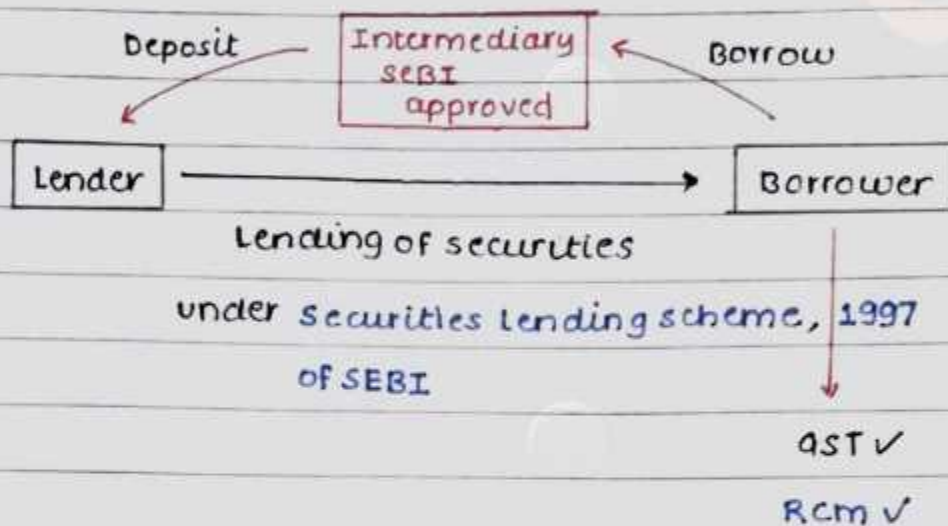 Deposit
Intermediary
SEBI
approved
Borrow
Lender
Borrower
Lending of securities
under Securities Lending scheme, 1997
of SEBI
GST ✓
RCM ✓